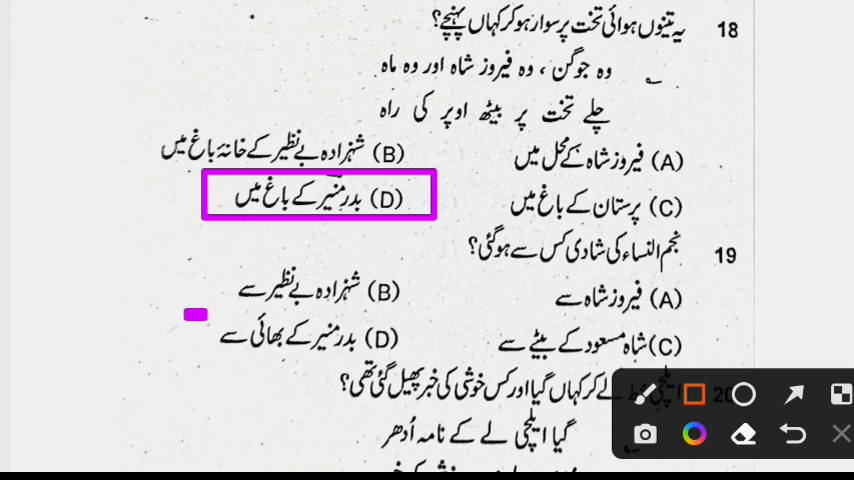 18 یہ تینوں ہوائی تخت پر سوار ہو کر کہاں پہنچے؟
وہ جوگن ، وہ فیروز شاہ اور وہ ماہ
چلے تخت پر بیٹھ اوپر کی راہ
(A) فیروز شاہ کے محل میں (B) شہزادہ بے نظیر کے خانۂ باغ میں
(C) پرستان کے باغ میں (D) بدر منیر کے باغ میں
19 نجم النساء کی شادی کس سے ہوگئی؟
(A) فیروز شاہ سے (B) شہزادہ بے نظیر سے
(C) شاہ مسعود کے بیٹے سے (D) بدر منیر کے بھائی سے
20 ایلچی خط لے کر کہاں گیا اور کس خوشی کی خبر پھیل گئی تھی؟
گیا ایلچی لے کے نامہ اُدھر